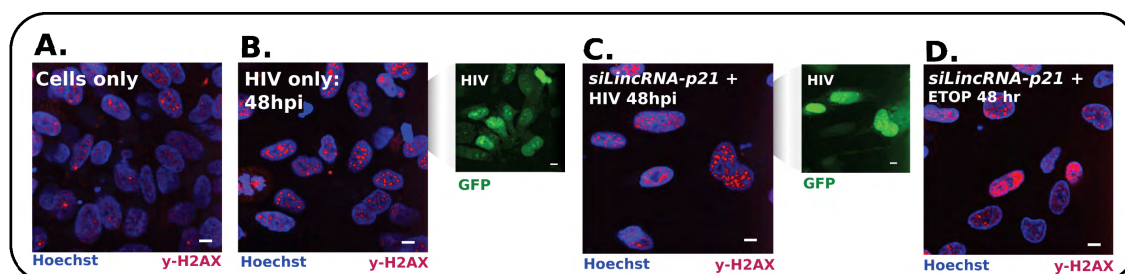 A.
Cells only
Hoechst y-H2AX
B.
HIV only:
48hpi
Hoechst y-H2AX
HIV
GFP
C.
siLincRNA-p21 +
HIV 48hpi
Hoechst y-H2AX
HIV
GFP
D.
siLincRNA-p21 +
ETOP 48 hr
Hoechst y-H2AX